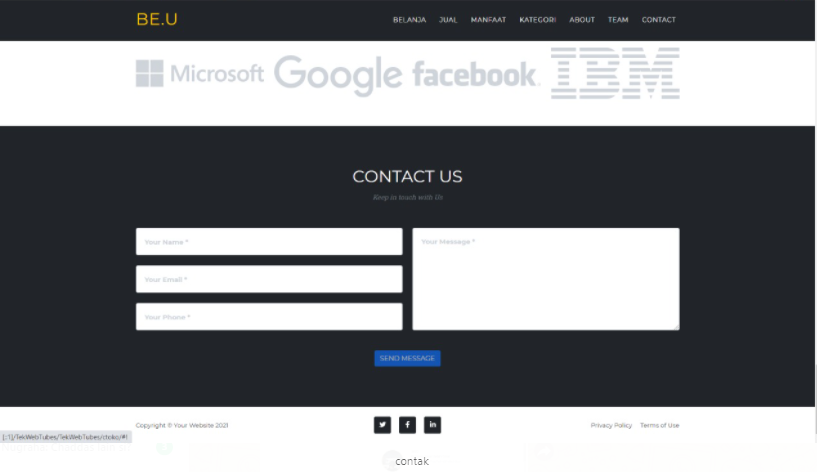 BE.U BELANJA JUAL MANFAAT KATEGORI ABOUT TEAM CONTACT
Microsoft Google facebook. IBM
CONTACT US
Keep in touch with Us
Your Name *
Your Email *
Your Phone *
Your Message *
SEND MESSAGE
Copyright © Your Website 2021
Privacy Policy Terms of Use
[::1]/TekWebTubes/TekWebTubes/ctoko/#!
contak